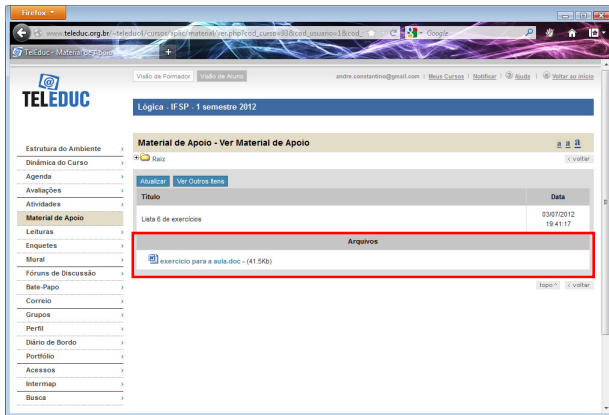 Firefox
www.teleduc.org.br/~teleduc4/cursos/aplic/material/ver.php?cod_curso=93&cod_usuario=1&cod_
Google
TelEduc - Material de Apoio
TELEDUC
Visão de Formador
Visão de Aluno
andre.constantino@gmail.com | Meus Cursos | Notificar | Ajuda | Voltar ao início
Lógica - IFSP - 1 semestre 2012
Material de Apoio - Ver Material de Apoio
a a a
Raiz
< voltar
Atualizar
Ver Outros Itens
Titulo
Data
Lista 6 de exercícios
03/07/2012
19:41:17
Arquivos
exercício para a aula.doc - (41.5Kb)
topo ^
< voltar
Estrutura do Ambiente
Dinâmica do Curso
Agenda
Avaliações
Atividades
Material de Apoio
Leituras
Enquetes
Mural
Fóruns de Discussão
Bate-Papo
Correio
Grupos
Perfil
Diário de Bordo
Portfólio
Acessos
Intermap
Busca